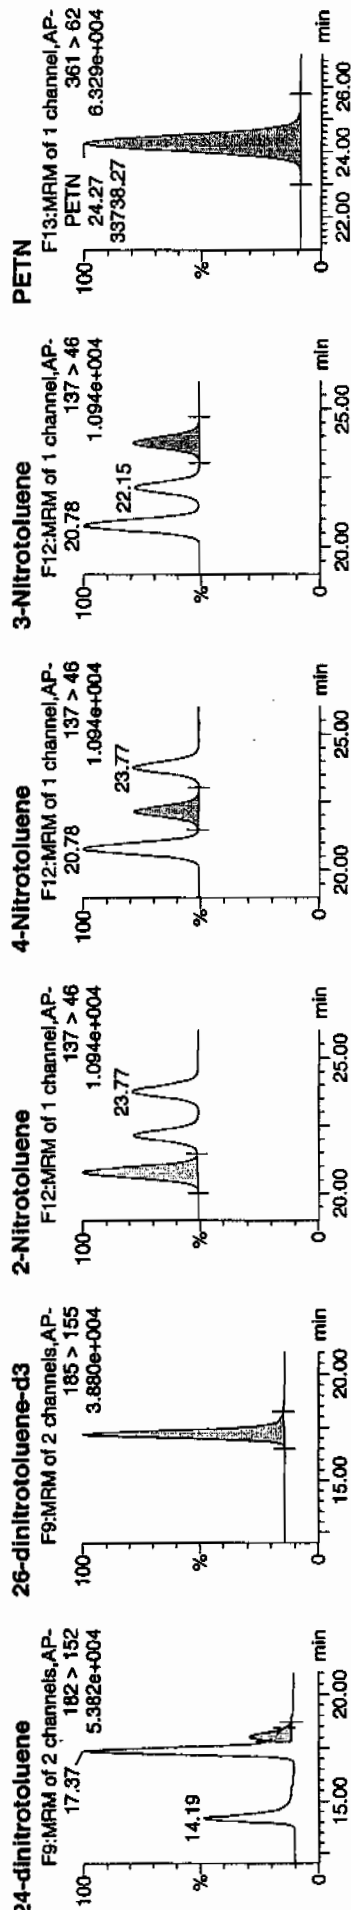 24-dinitrotoluene
F9:MRM of 2 channels,AP-
182 > 152
5.382e+004
17.37
14.19
100
%
0
15.00
20.00
min
26-dinitrotoluene-d3
F9:MRM of 2 channels,AP-
185 > 155
3.880e+004
100
%
0
15.00
20.00
min
2-Nitrotoluene
F12:MRM of 1 channel,AP-
137 > 46
1.094e+004
23.77
100
%
0
20.00
25.00
min
4-Nitrotoluene
F12:MRM of 1 channel,AP-
20.78
137 > 46
1.094e+004
23.77
100
%
0
20.00
25.00
min
3-Nitrotoluene
F12:MRM of 1 channel,AP-
20.78
137 > 46
1.094e+004
22.15
100
%
0
20.00
25.00
min
PETN
F13:MRM of 1 channel,AP-
PETN
361 > 62
24.27
6.329e+004
33738.27
100
%
0
22.00
24.00
26.00
min